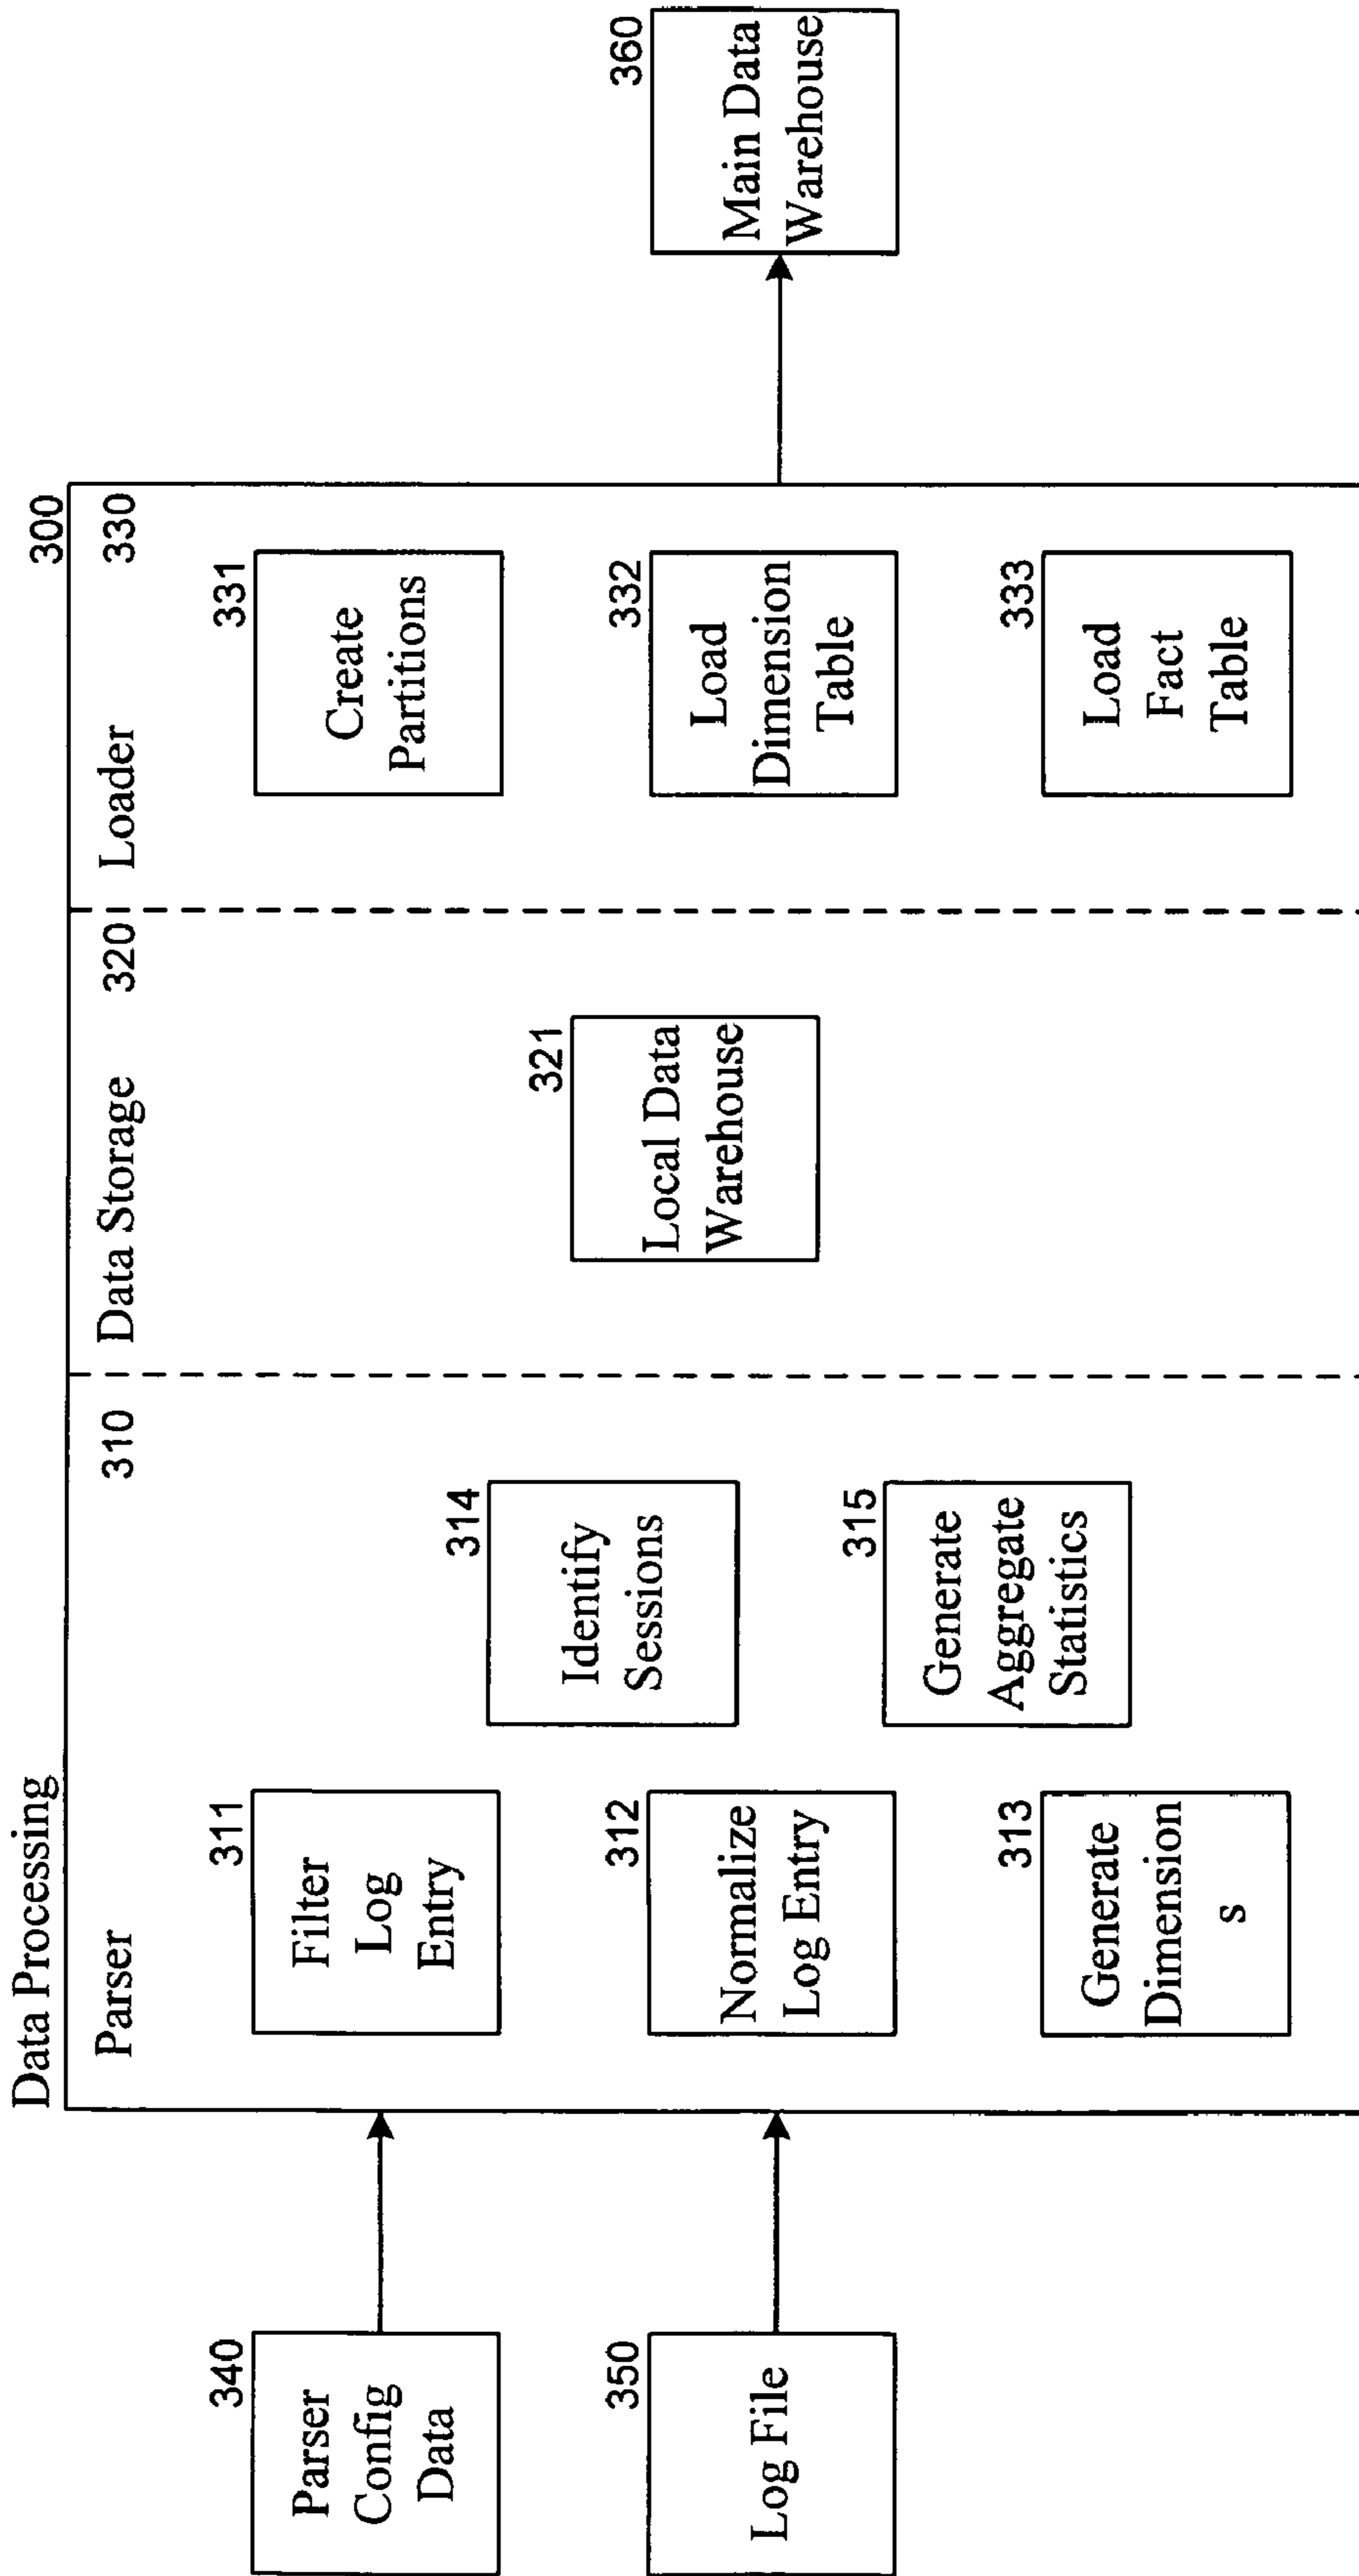 Data Processing
300
Parser
310
Data Storage
320
Loader
330
340
Parser
Config
Data
350
Log File
311
Filter
Log
Entry
312
Normalize
Log Entry
313
Generate
Dimension
s
314
Identify
Sessions
315
Generate
Aggregate
Statistics
321
Local Data
Warehouse
331
Create
Partitions
332
Load
Dimension
Table
333
Load
Fact
Table
360
Main Data
Warehouse